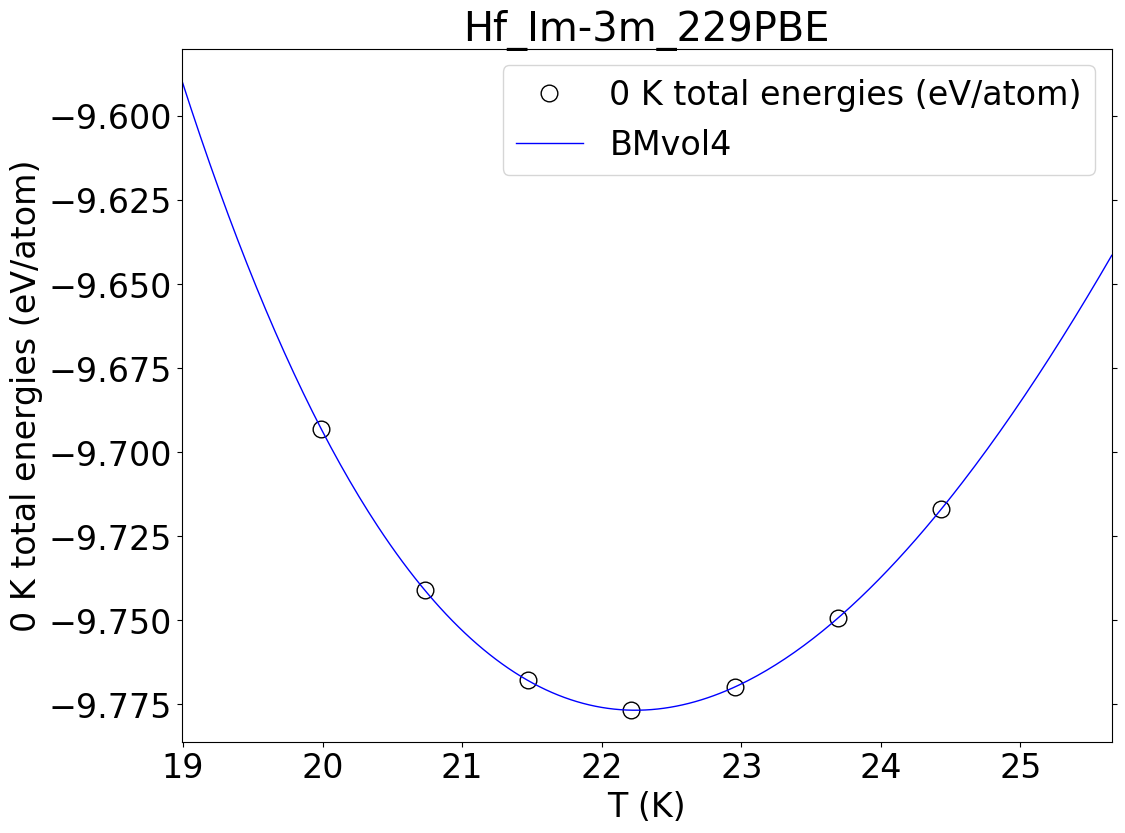 Hf_Im-3m_229PBE
0 K total energies (eV/atom)
BMvol4
0 K total energies (eV/atom)
−9.600
−9.625
−9.650
−9.675
−9.700
−9.725
−9.750
−9.775
19 20 21 22 23 24 25
T (K)